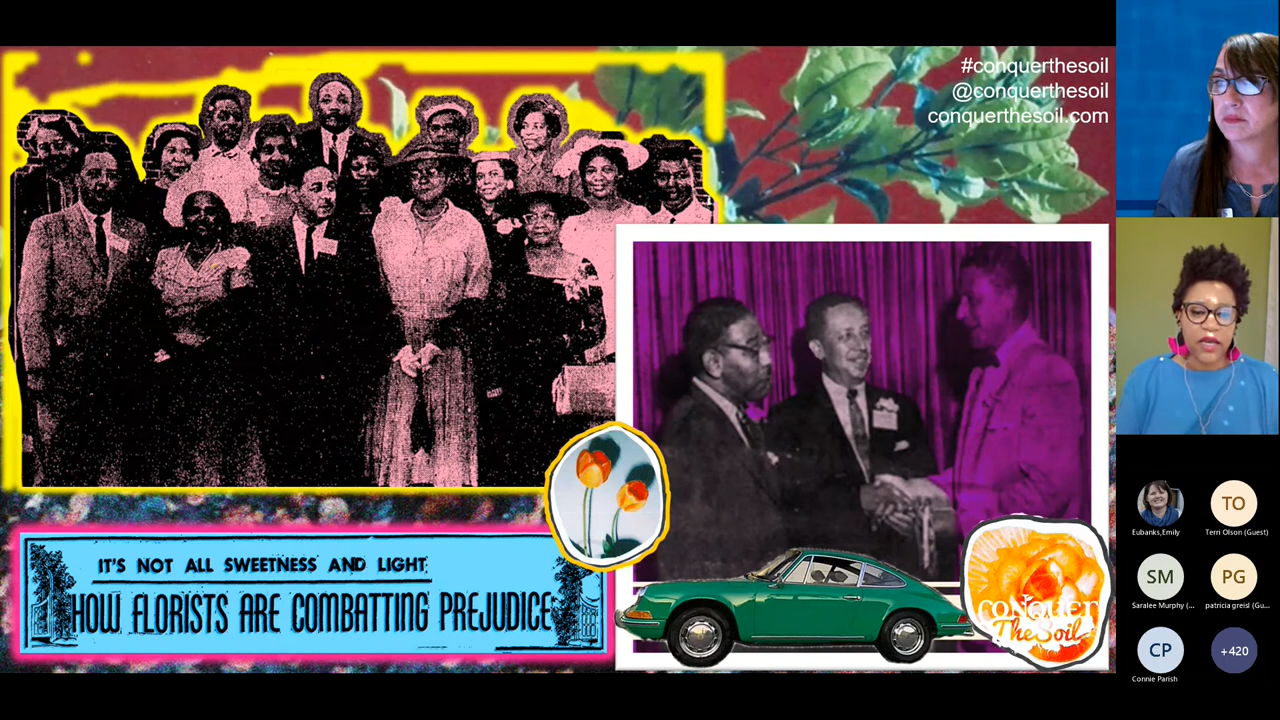 #conquerthesoil
@conquerthesoil
conquerthesoil.com
IT'S NOT ALL SWEETNESS AND LIGHT
HOW FLORISTS ARE COMBATTING PREJUDICE
CONQUER
The Soil
Eubanks,Emily
TO
Terri Olson (Guest)
SM
Saralee Murphy (...
PG
patricia greisl (Gu...
CP
Connie Parish
+420